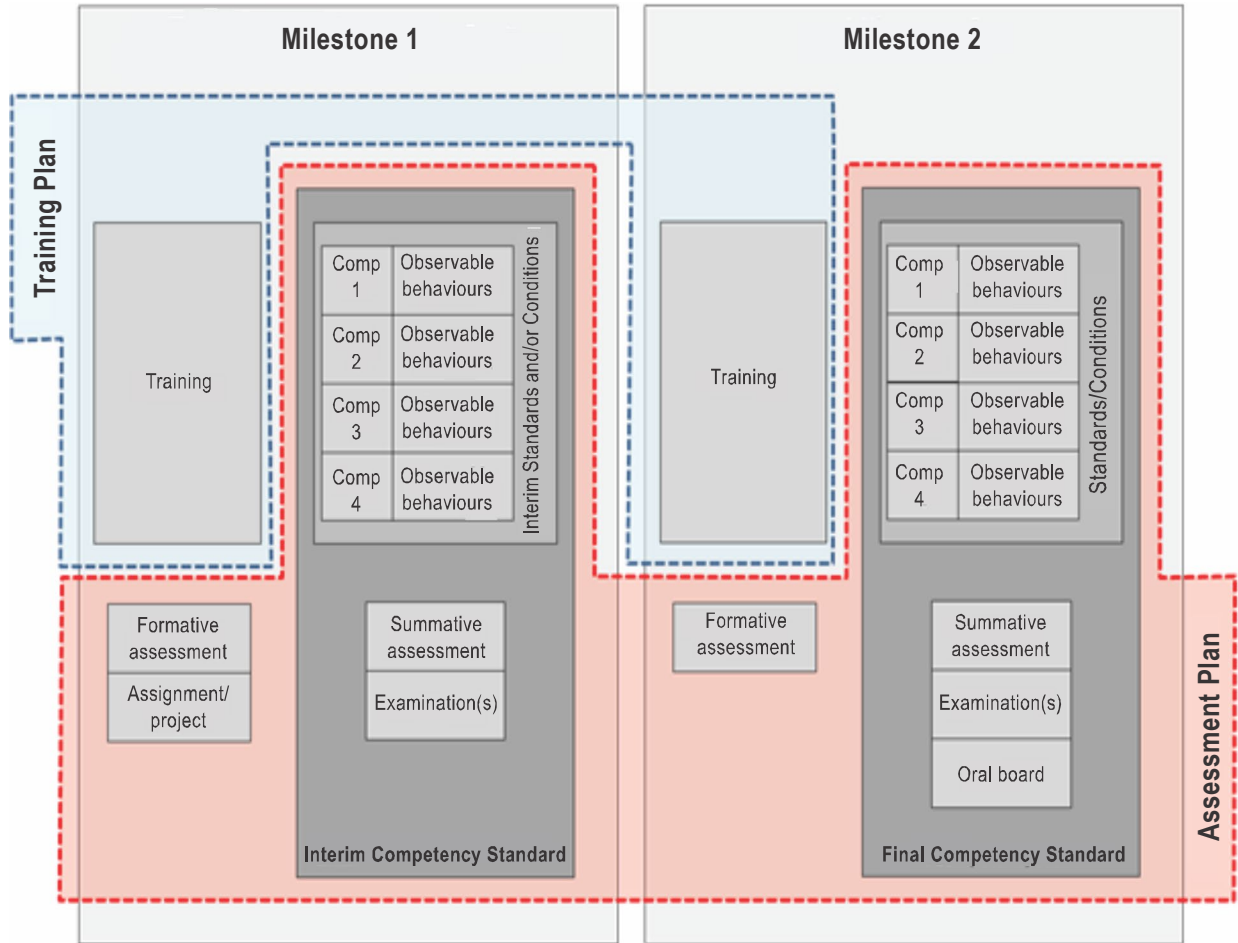 Milestone 1
Milestone 2
Training Plan
Training
Comp
1
Observable
behaviours
Comp
2
Observable
behaviours
Comp
3
Observable
behaviours
Comp
4
Observable
behaviours
Interim Standards and/or Conditions
Formative
assessment
Assignment/
project
Summative
assessment
Examination(s)
Interim Competency Standard
Training
Comp
1
Observable
behaviours
Comp
2
Observable
behaviours
Comp
3
Observable
behaviours
Comp
4
Observable
behaviours
Standards/Conditions
Formative
assessment
Summative
assessment
Examination(s)
Oral board
Final Competency Standard
Assessment Plan